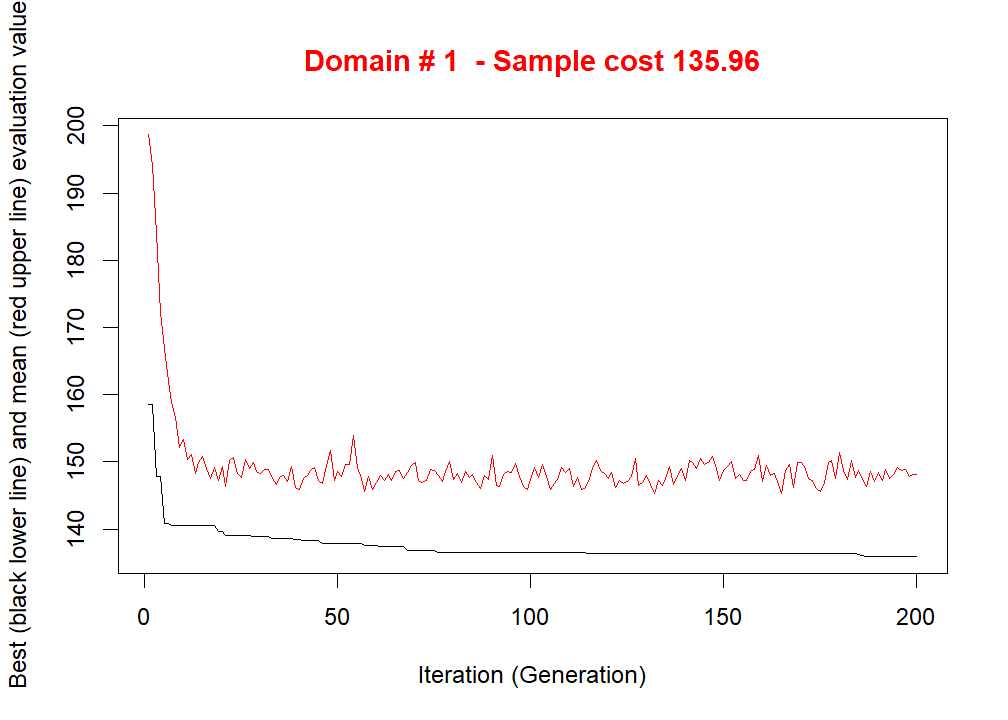 Domain # 1  - Sample cost 135.96
Best (black lower line) and mean (red upper line) evaluation value
200
190
180
170
160
150
140
0 50 100 150 200
Iteration (Generation)